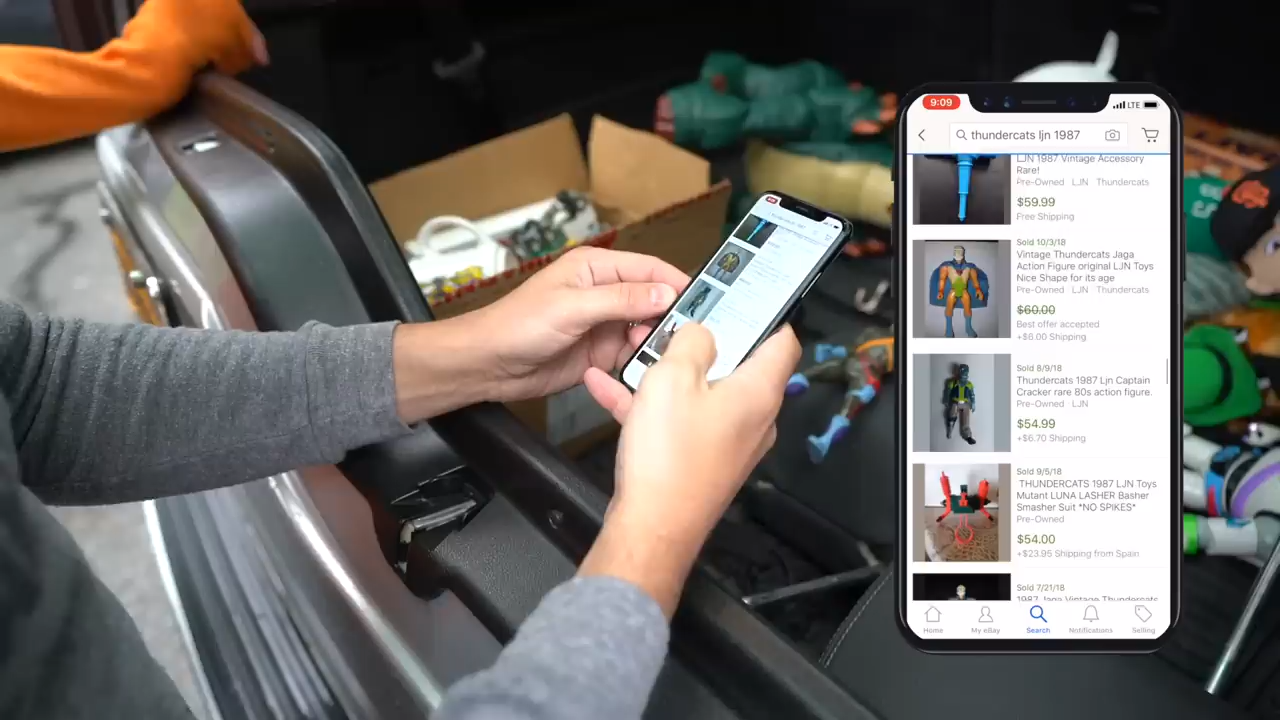 9:09
LTE
thundercats ljn 1987
LJN 1987 Vintage Accessory
Rare!
Pre-Owned LJN Thundercats
$59.99
Free Shipping
Sold 10/3/18
Vintage Thundercats Jaga
Action Figure original LJN Toys
Nice Shape for its age
Pre-Owned LJN Thundercats
$60.00
Best offer accepted
+$6.00 Shipping
Sold 8/9/18
Thundercats 1987 Ljn Captain
Cracker rare 80s action figure.
Pre-Owned LJN
$54.99
+$6.70 Shipping
Sold 9/5/18
THUNDERCATS 1987 LJN Toys
Mutant LUNA LASHER Basher
Smasher Suit *NO SPIKES*
Pre-Owned
$54.00
+$23.95 Shipping from Spain
Sold 7/21/18
1987 Jaga Vintage Thundercats
Home
My eBay
Search
Notifications
Selling